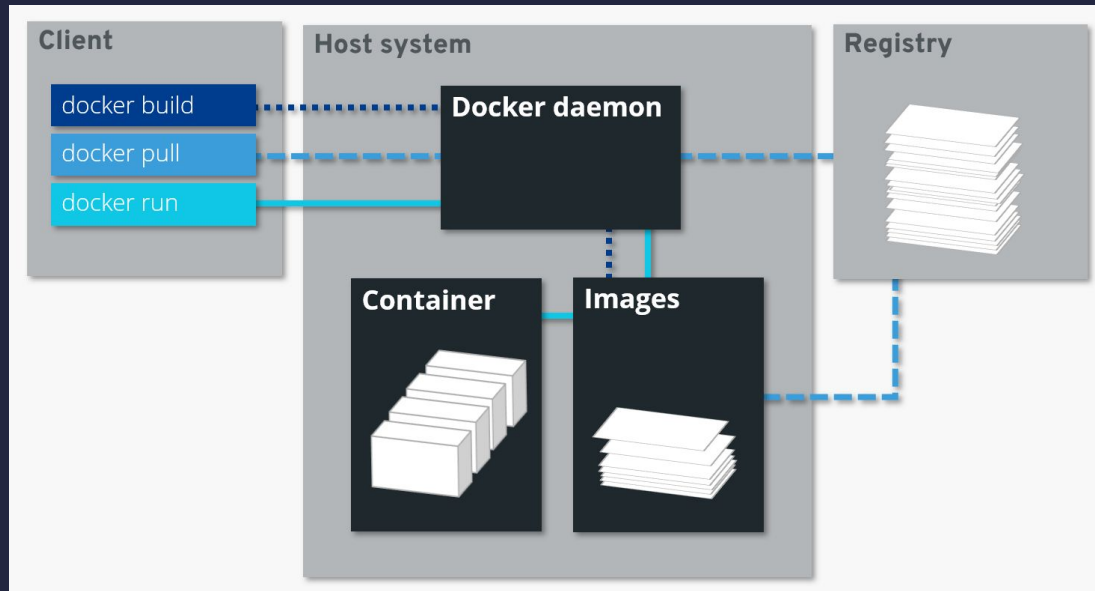 Client
docker build
docker pull
docker run
Host system
Docker daemon
Container
Images
Registry